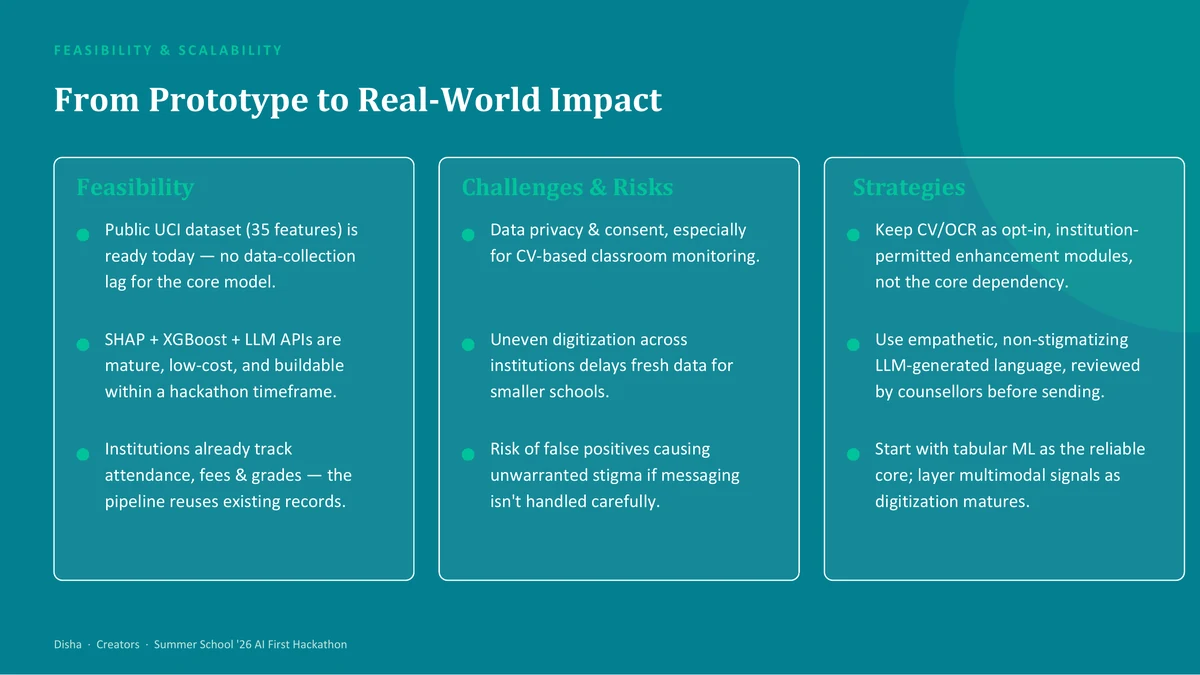 FEASIBILITY & SCALABILITY
From Prototype to Real-World Impact
Feasibility
Public UCI dataset (35 features) is
ready today — no data-collection
lag for the core model.
SHAP + XGBoost + LLM APIs are
mature, low-cost, and buildable
within a hackathon timeframe.
Institutions already track
attendance, fees & grades — the
pipeline reuses existing records.
Challenges & Risks
Data privacy & consent, especially
for CV-based classroom monitoring.
Uneven digitization across
institutions delays fresh data for
smaller schools.
Risk of false positives causing
unwarranted stigma if messaging
isn't handled carefully.
Strategies
Keep CV/OCR as opt-in, institution-
permitted enhancement modules,
not the core dependency.
Use empathetic, non-stigmatizing
LLM-generated language, reviewed
by counsellors before sending.
Start with tabular ML as the reliable
core; layer multimodal signals as
digitization matures.
Disha · Creators · Summer School '26 AI First Hackathon